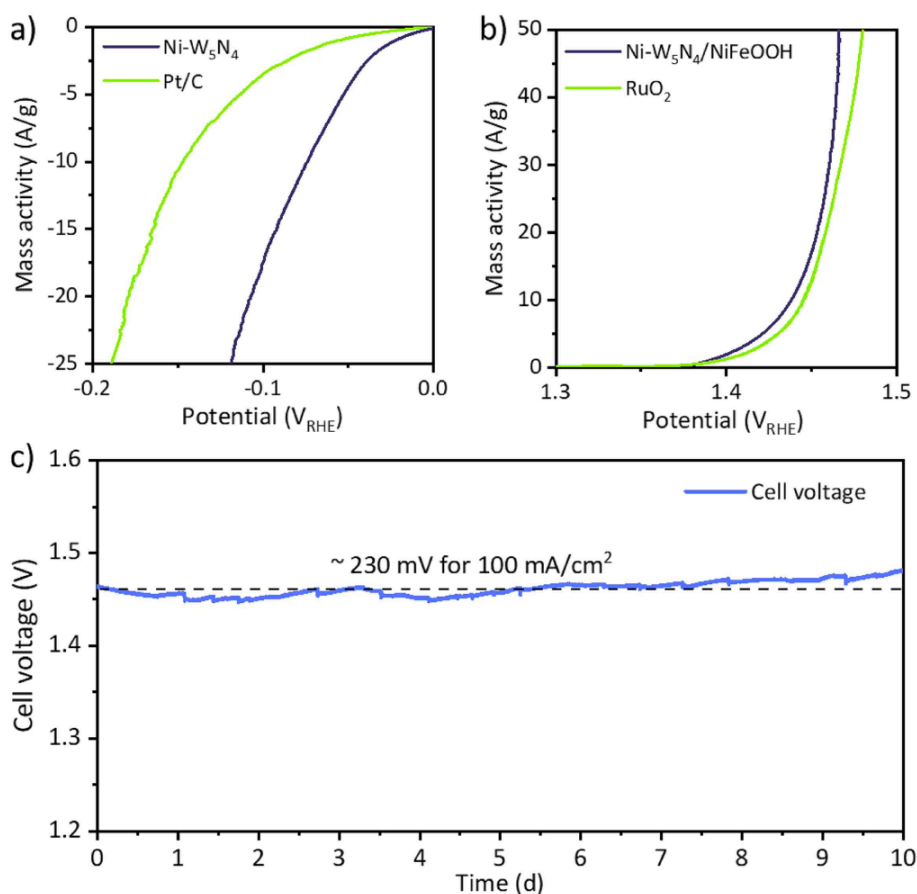 a)
Ni-W₅N₄
Pt/C
0
-5
-10
-15
-20
-25
Mass activity (A/g)
-0.2
-0.1
0.0
Potential (V_RHE)
b)
Ni-W₅N₄/NiFeOOH
RuO₂
50
40
30
20
10
0
Mass activity (A/g)
1.3
1.4
1.5
Potential (V_RHE)
c)
Cell voltage
~ 230 mV for 100 mA/cm²
1.6
1.5
1.4
1.3
1.2
Cell voltage (V)
0 1 2 3 4 5 6 7 8 9 10
Time (d)